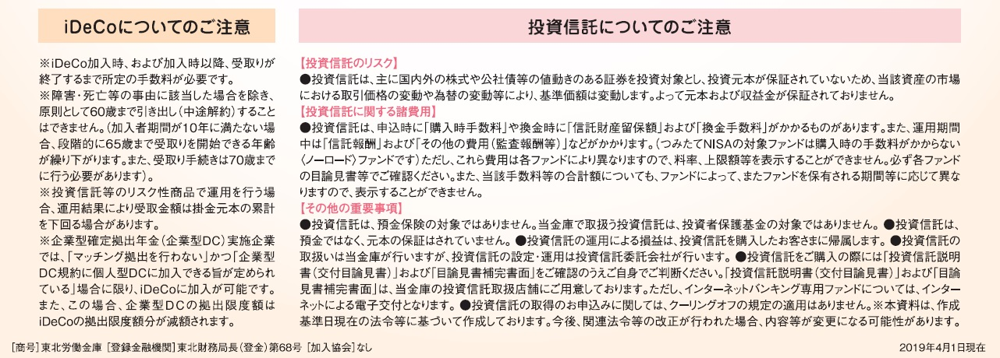 iDeCoについてのご注意
※iDeCo加入時、および加入時以降、受取りが
終了するまで所定の手数料が必要です。
※障害・死亡等の事由に該当した場合を除き、
原則として60歳まで引き出し(中途解約)すること
はできません。(加入者期間が10年に満たない場
合、段階的に65歳まで受取りを開始できる年齢
が繰り下がります。また、受取り手続きは70歳まで
に行う必要があります)。
※投資信託等のリスク性商品で運用を行う場
合、運用結果により受取金額は掛金元本の累計
を下回る場合があります。
※企業型確定拠出年金(企業型DC)実施企業
では、「マッチング拠出を行わない」かつ「企業型
DC規約に個人型DCに加入できる旨が定められ
ている」場合に限り、iDeCoに加入が可能です。
また、この場合、企業型DCの拠出限度額は
iDeCoの拠出限度額分が減額されます。
投資信託についてのご注意
【投資信託のリスク】
●投資信託は、主に国内外の株式や公社債等の値動きのある証券を投資対象とし、投資元本が保証されていないため、当該資産の市場
における取引価格の変動や為替の変動等により、基準価額は変動します。よって元本および収益金が保証されておりません。
【投資信託に関する諸費用】
●投資信託は、申込時に「購入時手数料」や換金時に「信託財産留保額」および「換金手数料」がかかるものがあります。また、運用期間
中は「信託報酬」および「その他の費用(監査報酬等)」などがかかります。(つみたてNISAの対象ファンドは購入時の手数料がかからない
〈ノーロード〉ファンドです)ただし、これら費用は各ファンドにより異なりますので、料率、上限額等を表示することができません。必ず各ファンド
の目論見書等でご確認ください。また、当該手数料等の合計額についても、ファンドによって、またファンドを保有される期間等に応じて異な
りますので、表示することができません。
【その他の重要事項】
●投資信託は、預金保険の対象ではありません。当金庫で取扱う投資信託は、投資者保護基金の対象ではありません。 ●投資信託は、
預金ではなく、元本の保証はされていません。 ●投資信託の運用による損益は、投資信託を購入したお客さまに帰属します。 ●投資信託の
取扱いは当金庫が行いますが、投資信託の設定・運用は投資信託委託会社が行います。 ●投資信託をご購入の際には「投資信託説明
書(交付目論見書)」および「目論見書補完書面」をご確認のうえご自身でご判断ください。「投資信託説明書(交付目論見書)」および「目論
見書補完書面」は、当金庫の投資信託取扱店舗にご用意しております。ただし、インターネットバンキング専用ファンドについては、インター
ネットによる電子交付となります。 ●投資信託の取得のお申込みに関しては、クーリングオフの規定の適用はありません。※本資料は、作成
基準日現在の法令等に基づいて作成しております。今後、関連法令等の改正が行われた場合、内容等が変更になる可能性があります。
[商号]東北労働金庫 [登録金融機関]東北財務局長(登金)第68号 [加入協会]なし
2019年4月1日現在